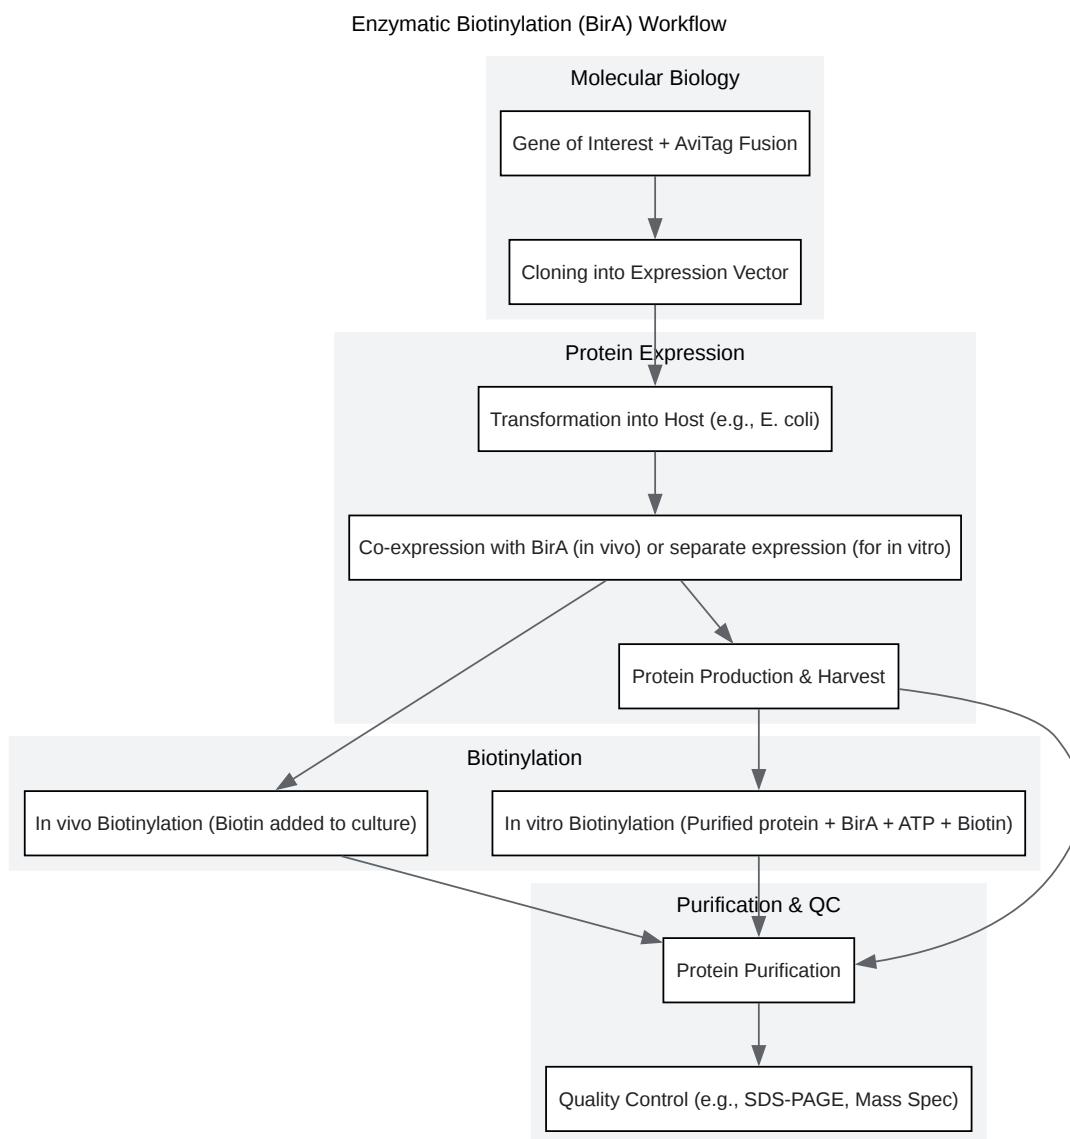 Enzymatic Biotinylation (BirA) Workflow
Molecular Biology
Gene of Interest + AviTag Fusion
Cloning into Expression Vector
Protein Expression
Transformation into Host (e.g., E. coli)
Co-expression with BirA (in vivo) or separate expression (for in vitro)
Protein Production & Harvest
Biotinylation
In vivo Biotinylation (Biotin added to culture)
In vitro Biotinylation (Purified protein + BirA + ATP + Biotin)
Purification & QC
Protein Purification
Quality Control (e.g., SDS-PAGE, Mass Spec)